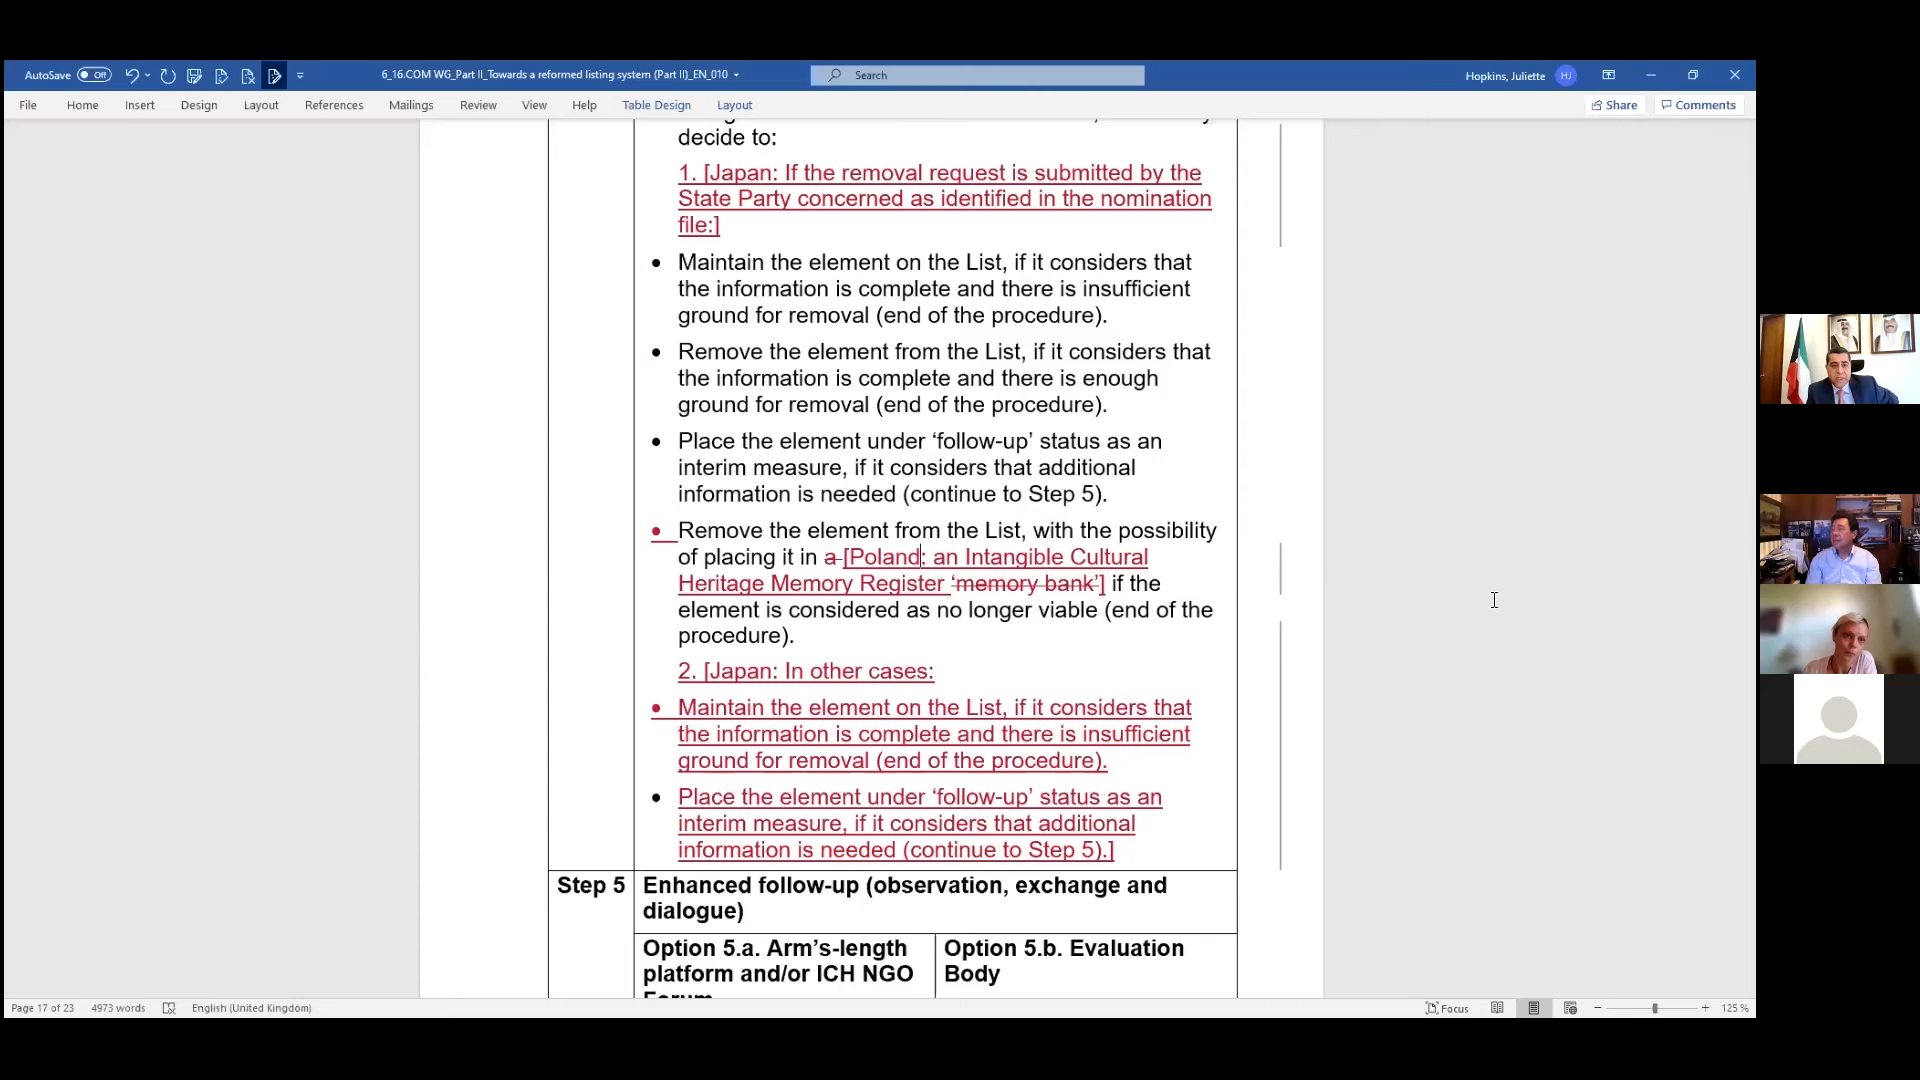 AutoSave Off 6_16.COM WG_Part II_Towards a reformed listing system (Part II)_EN_010 Search Hopkins, Juliette HJ
File Home Insert Design Layout References Mailings Review View Help Table Design Layout Share Comments
decide to:
1. [Japan: If the removal request is submitted by the
State Party concerned as identified in the nomination
file:]
• Maintain the element on the List, if it considers that
the information is complete and there is insufficient
ground for removal (end of the procedure).
• Remove the element from the List, if it considers that
the information is complete and there is enough
ground for removal (end of the procedure).
• Place the element under ‘follow-up’ status as an
interim measure, if it considers that additional
information is needed (continue to Step 5).
• Remove the element from the List, with the possibility
of placing it in a [Poland: an Intangible Cultural
Heritage Memory Register ‘memory bank’] if the
element is considered as no longer viable (end of the
procedure).
2. [Japan: In other cases:
• Maintain the element on the List, if it considers that
the information is complete and there is insufficient
ground for removal (end of the procedure).
• Place the element under ‘follow-up’ status as an
interim measure, if it considers that additional
information is needed (continue to Step 5).]
Step 5 Enhanced follow-up (observation, exchange and
dialogue)
Option 5.a. Arm’s-length
platform and/or ICH NGO
Forum
Option 5.b. Evaluation
Body
Page 17 of 23 4973 words English (United Kingdom) Focus 125 %